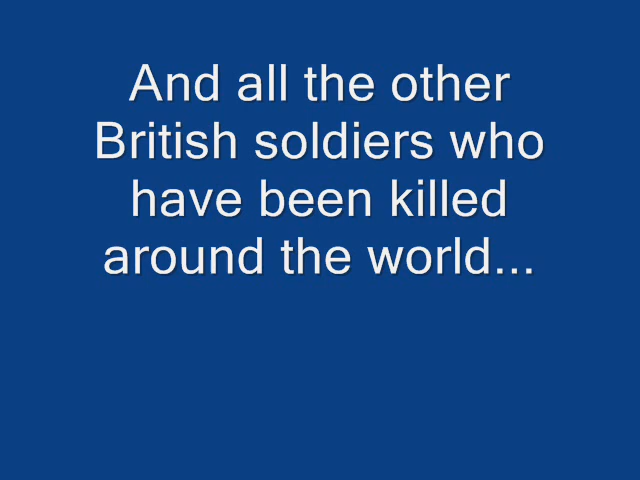 And all the other
British soldiers who
have been killed
around the world...